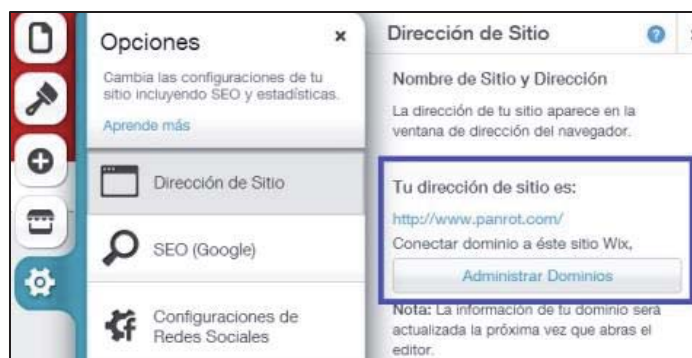 Opciones
Cambia las configuraciones de tu
sitio incluyendo SEO y estadísticas.
Aprende más
Dirección de Sitio
SEO (Google)
Configuraciones de
Redes Sociales
Dirección de Sitio
Nombre de Sitio y Dirección
La dirección de tu sitio aparece en la
ventana de dirección del navegador.
Tu dirección de sitio es:
http://www.panrot.com/
Conectar dominio a éste sitio Wix,
Administrar Dominios
Nota: La información de tu dominio será
actualizada la próxima vez que abras el
editor.